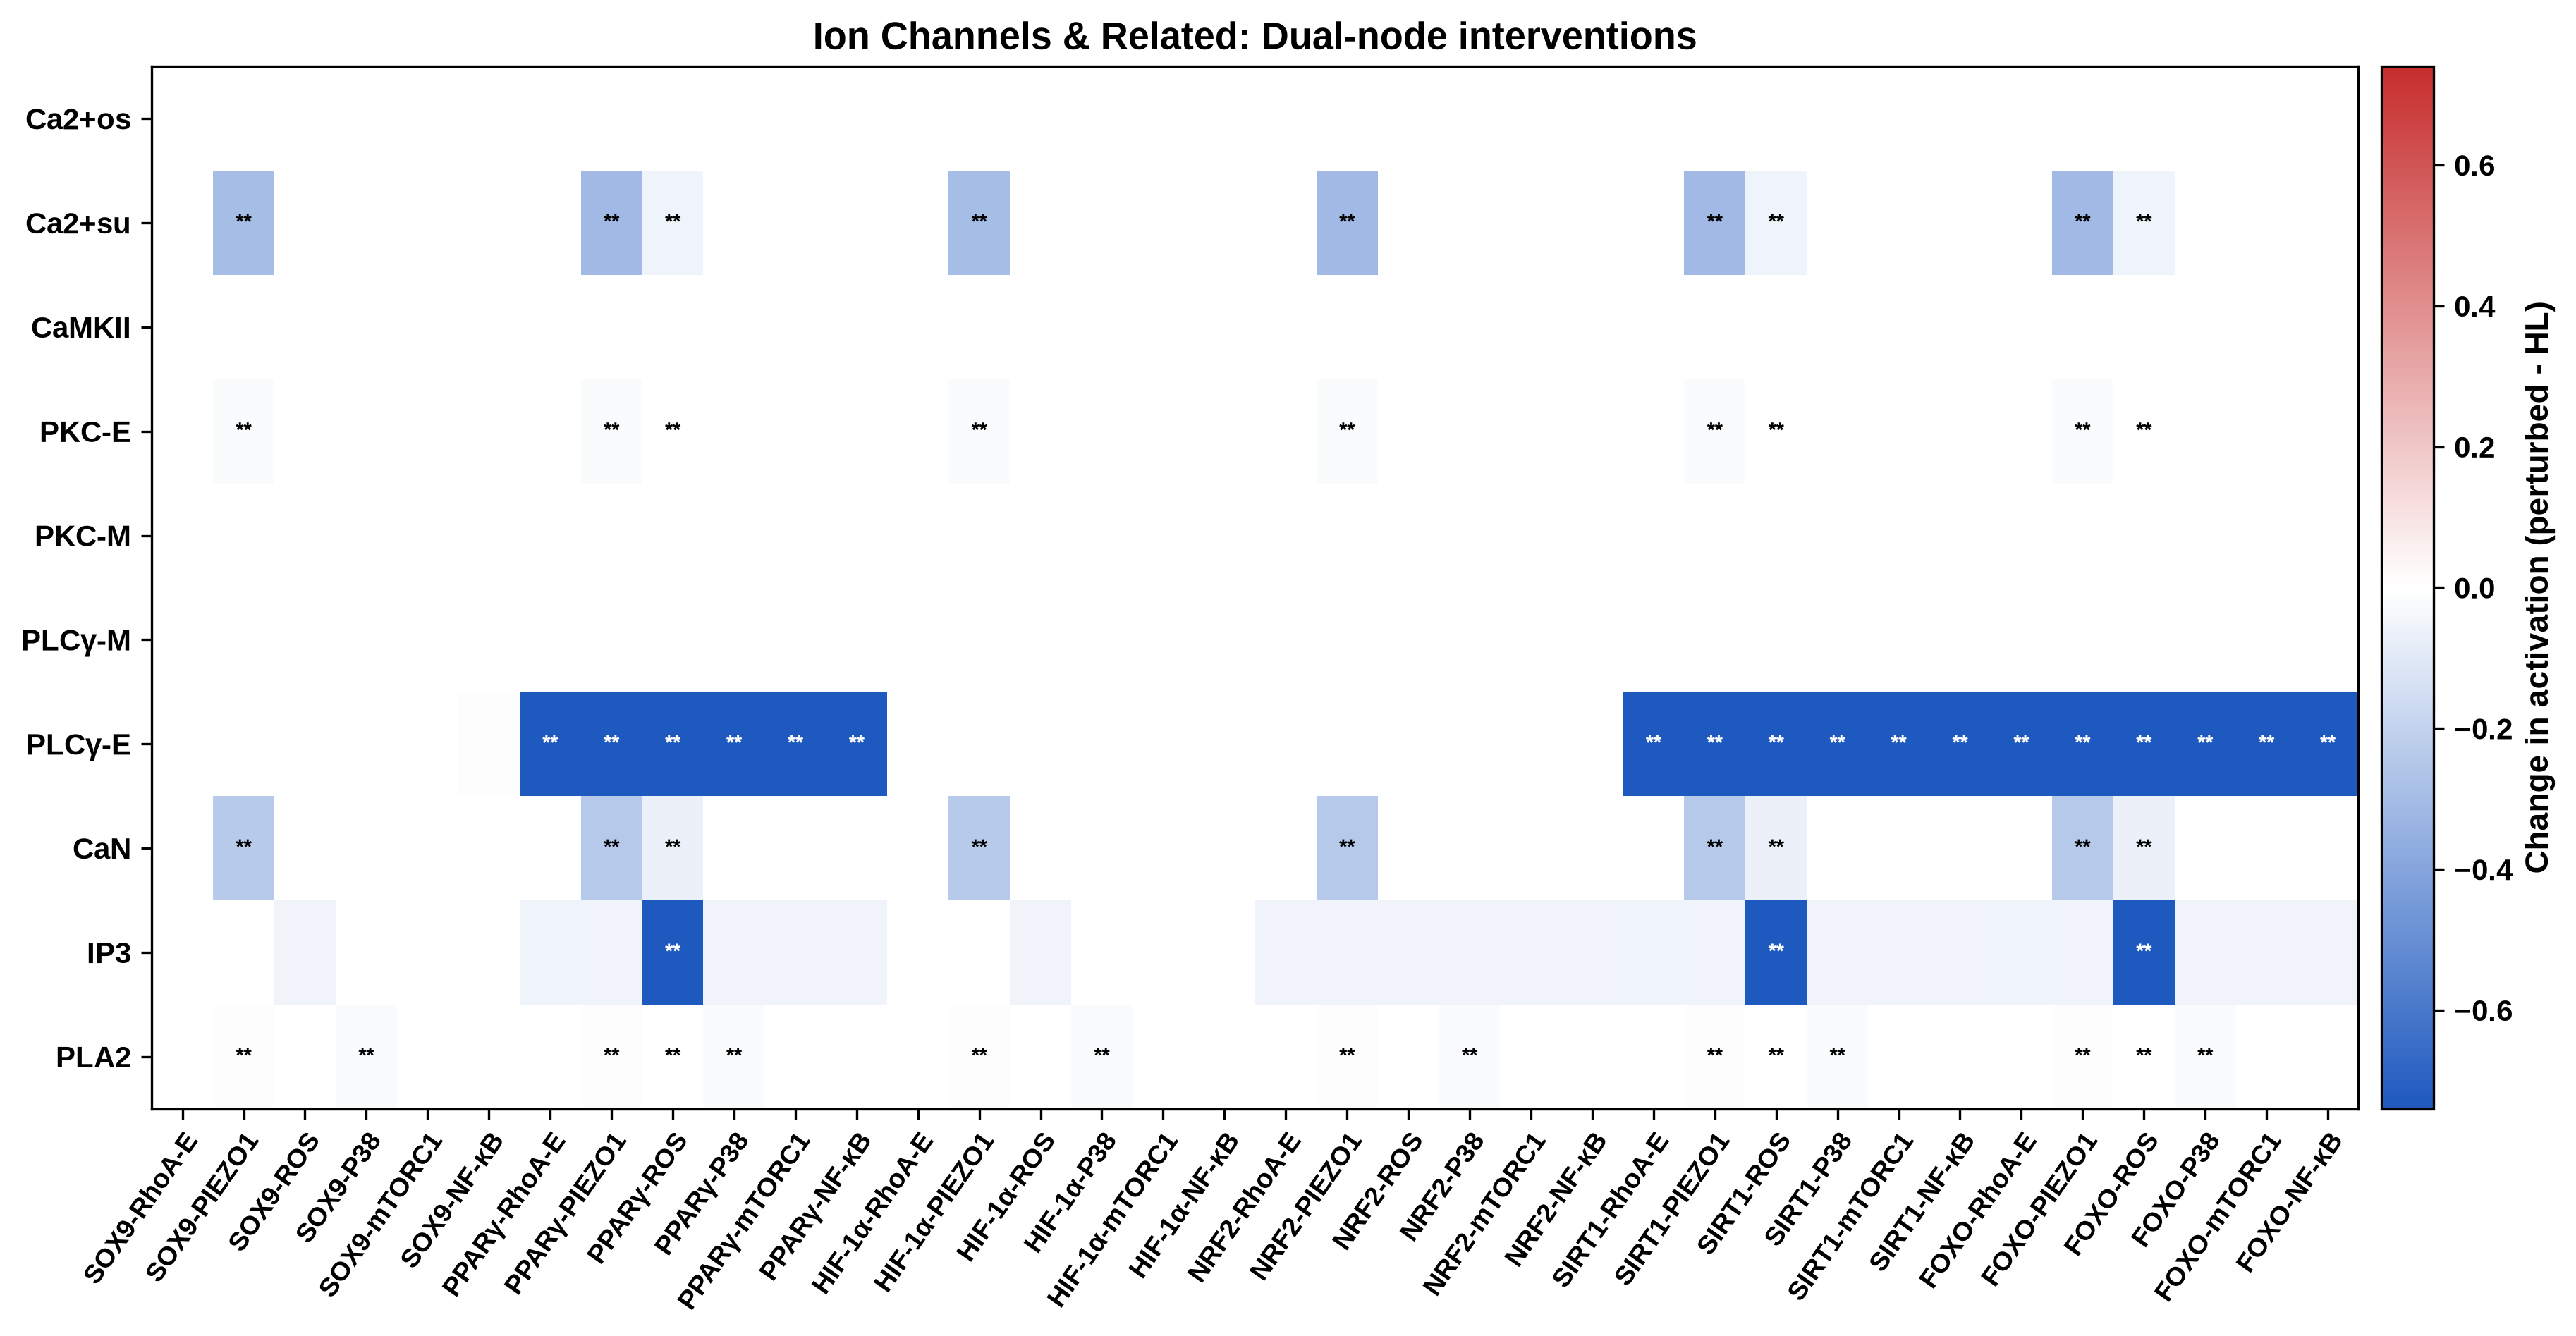 Ion Channels & Related: Dual-node interventions
Ca2+os
Ca2+su
** ** ** ** ** ** ** ** **
CaMKII
PKC-E
** ** ** ** ** ** ** ** **
PKC-M
PLCγ-M
PLCγ-E
** ** ** ** ** ** ** ** ** ** ** ** ** ** ** ** ** **
CaN
** ** ** ** ** ** ** ** **
IP3
** ** **
PLA2
** ** ** ** ** ** ** ** ** ** ** ** ** ** **
SOX9-RhoA-E
SOX9-PIEZO1
SOX9-ROS
SOX9-P38
SOX9-mTORC1
SOX9-NF-κB
PPARγ-RhoA-E
PPARγ-PIEZO1
PPARγ-ROS
PPARγ-P38
PPARγ-mTORC1
PPARγ-NF-κB
HIF-1α-RhoA-E
HIF-1α-PIEZO1
HIF-1α-ROS
HIF-1α-P38
HIF-1α-mTORC1
HIF-1α-NF-κB
NRF2-RhoA-E
NRF2-PIEZO1
NRF2-ROS
NRF2-P38
NRF2-mTORC1
NRF2-NF-κB
SIRT1-RhoA-E
SIRT1-PIEZO1
SIRT1-ROS
SIRT1-P38
SIRT1-mTORC1
SIRT1-NF-κB
FOXO-RhoA-E
FOXO-PIEZO1
FOXO-ROS
FOXO-P38
FOXO-mTORC1
FOXO-NF-κB
0.6
0.4
0.2
0.0
−0.2
−0.4
−0.6
Change in activation (perturbed - HL)